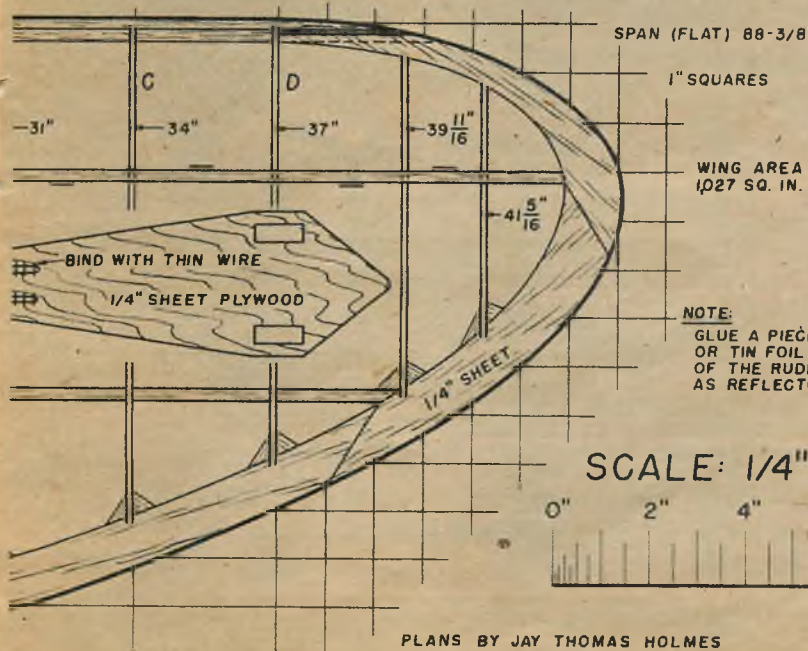 SPAN (FLAT) 88-3/8
1" SQUARES
C
D
31"
34"
37"
39 11/16"
41 5/16"
WING AREA
1,027 SQ. IN.
BIND WITH THIN WIRE
1/4" SHEET PLYWOOD
NOTE:
GLUE A PIECE
OR TIN FOIL
OF THE RUD
AS REFLECTO
1/4" SHEET
SCALE: 1/4"
0" 2" 4"
PLANS BY JAY THOMAS HOLMES